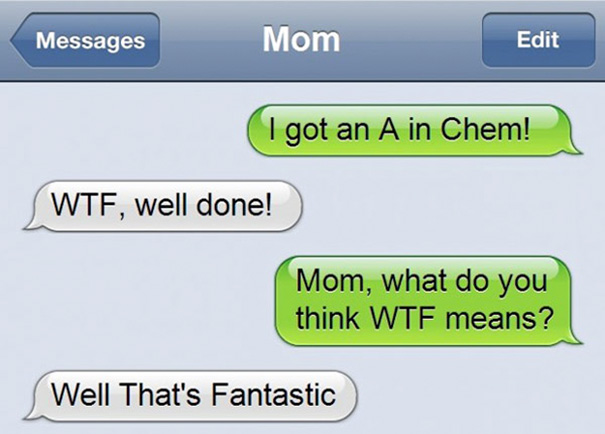 Messages
Mom
Edit
I got an A in Chem!
WTF, well done!
Mom, what do you
think WTF means?
Well That's Fantastic